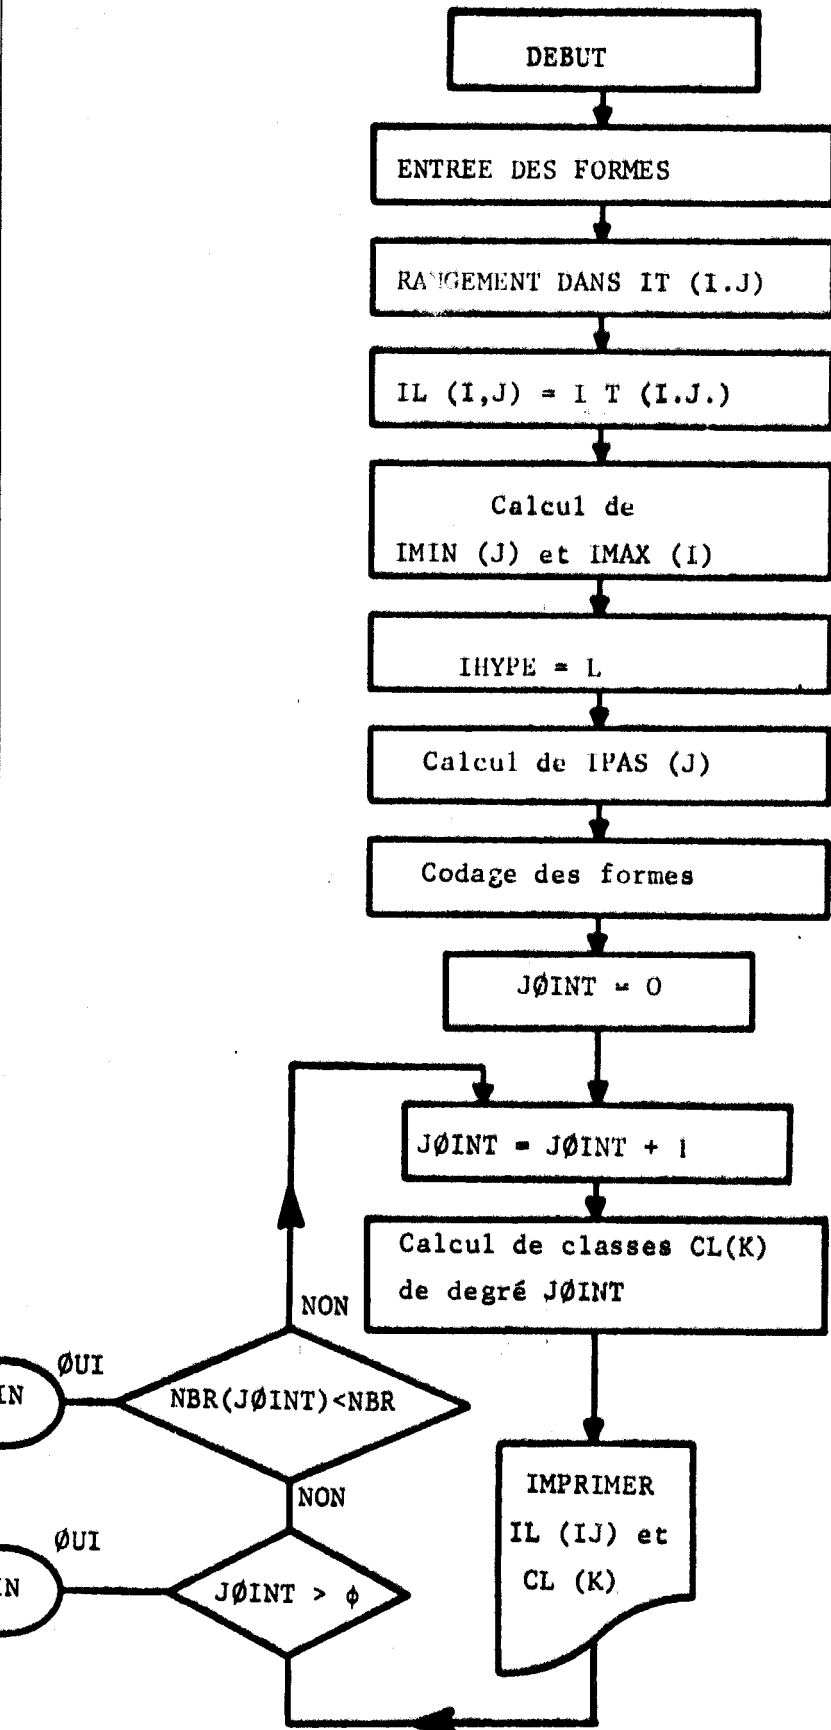 DEBUT
ENTREE DES FORMES
RANGEMENT DANS IT (I.J)
IL (I,J) = I T (I.J.)
Calcul de
IMIN (J) et IMAX (I)
IHYPE = L
Calcul de IPAS (J)
Codage des formes
JØINT = O
JØINT = JØINT + 1
Calcul de classes CL(K)
de degré JØINT
NON
ØUI
IN
NBR(JØINT)<NBR
IMPRIMER
IL (IJ) et
CL (K)
NON
ØUI
IN
JØINT > ϕ